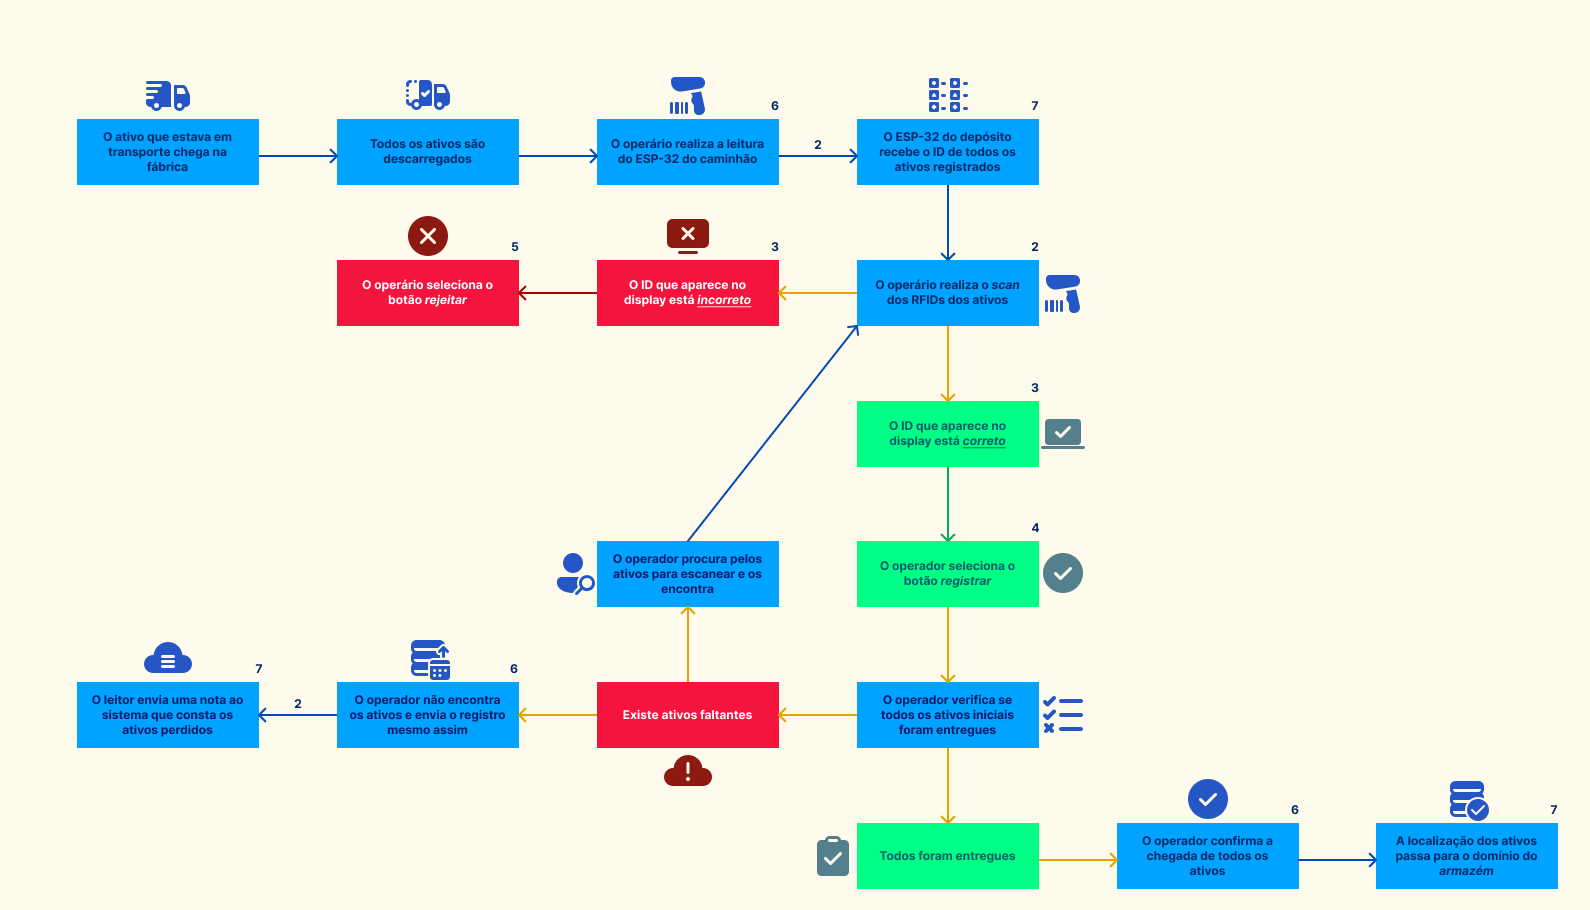 O ativo que estava em
transporte chega na
fábrica
Todos os ativos são
descarregados
6
O operário realiza a leitura
do ESP-32 do caminhão
2
7
O ESP-32 do depósito
recebe o ID de todos os
ativos registrados
5
O operário seleciona o
botão rejeitar
3
O ID que aparece no
display está incorreto
2
O operário realiza o scan
dos RFIDs dos ativos
3
O ID que aparece no
display está correto
O operador procura pelos
ativos para escanear e os
encontra
4
O operador seleciona o
botão registrar
7
O leitor envia uma nota ao
sistema que consta os
ativos perdidos
2
6
O operador não encontra
os ativos e envia o registro
mesmo assim
Existe ativos faltantes
O operador verifica se
todos os ativos iniciais
foram entregues
Todos foram entregues
6
O operador confirma a
chegada de todos os
ativos
7
A localização dos ativos
passa para o domínio do
armazém